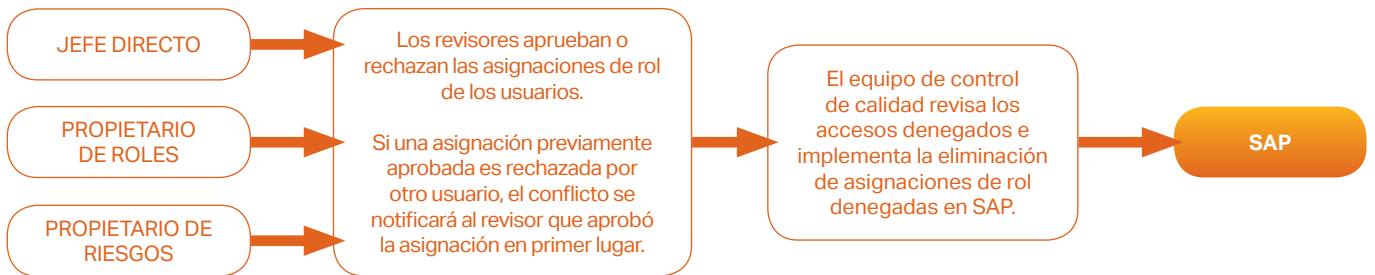 JEFE DIRECTO
PROPIETARIO
DE ROLES
PROPIETARIO DE
RIESGOS
Los revisores aprueban o
rechazan las asignaciones de rol
de los usuarios.
Si una asignación previamente
aprobada es rechazada por
otro usuario, el conflicto se
notificará al revisor que aprobó
la asignación en primer lugar.
El equipo de control
de calidad revisa los
accesos denegados e
implementa la eliminación
de asignaciones de rol
denegadas en SAP.
SAP